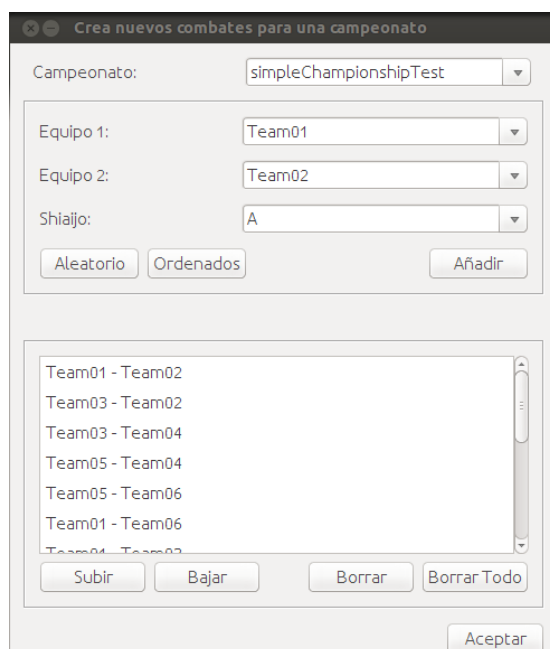 Crea nuevos combates para una campeonato
Campeonato: simpleChampionshipTest
Equipo 1: Team01
Equipo 2: Team02
Shiaijo: A
Aleatorio Ordenados Añadir
Team01 - Team02
Team03 - Team02
Team03 - Team04
Team05 - Team04
Team05 - Team06
Team01 - Team06
Subir Bajar Borrar Borrar Todo
Aceptar